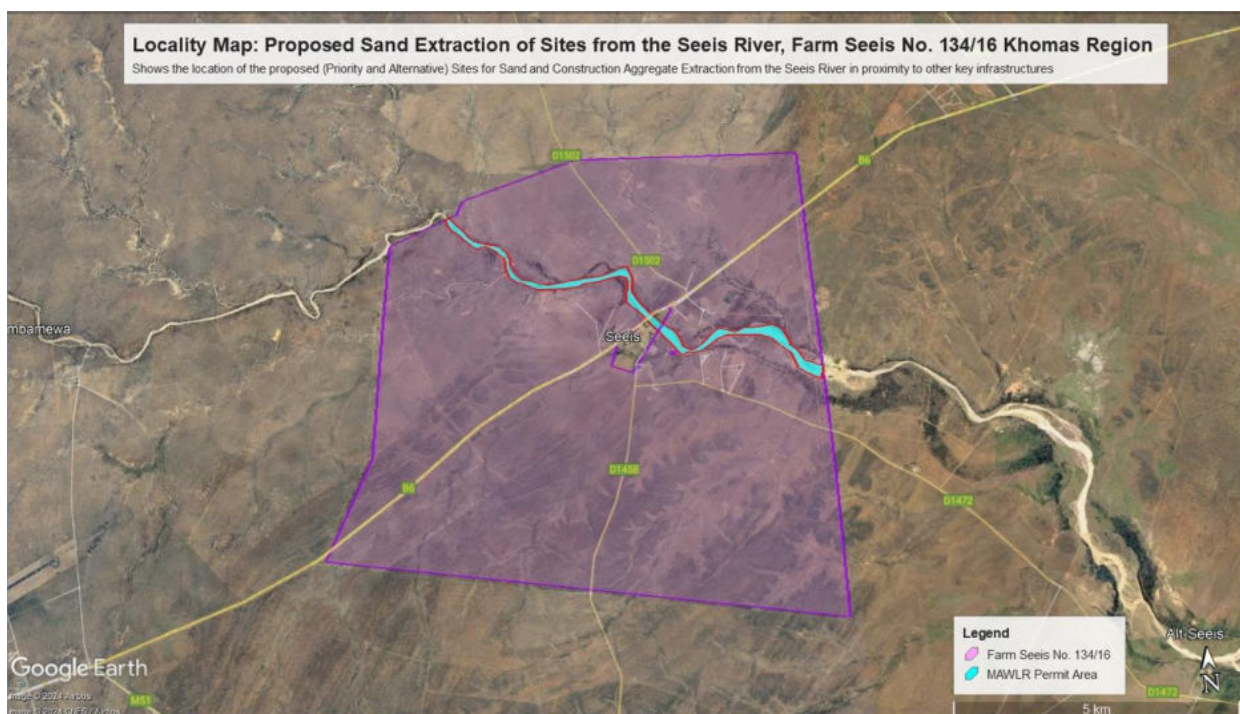 Locality Map: Proposed Sand Extraction of Sites from the Seeis River, Farm Seeis No. 134/16 Khomas Region
Shows the location of the proposed (Priority and Alternative) Sites for Sand and Construction Aggregate Extraction from the Seeis River in proximity to other key infrastructures
D1502
B6
D1502
mbamewa
Seeis
D1458
B6
D1472
Legend
Farm Seeis No. 134/16
MAWLR Permit Area
Alt-Seeis
Google Earth
Image © 2024 Airbus
M51
D1472
N
5 km